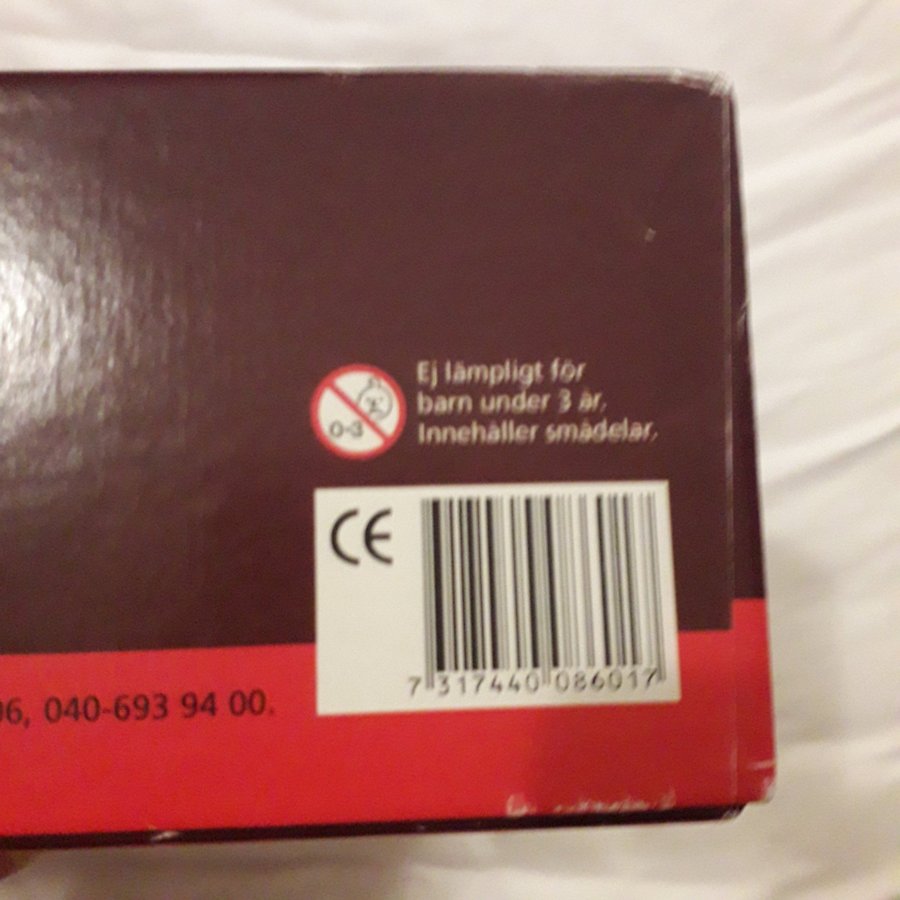 Ej lämpligt för
barn under 3 år.
Innehåller smådelar.
0-3
CE
7 317440 086017
06, 040-693 94 00.